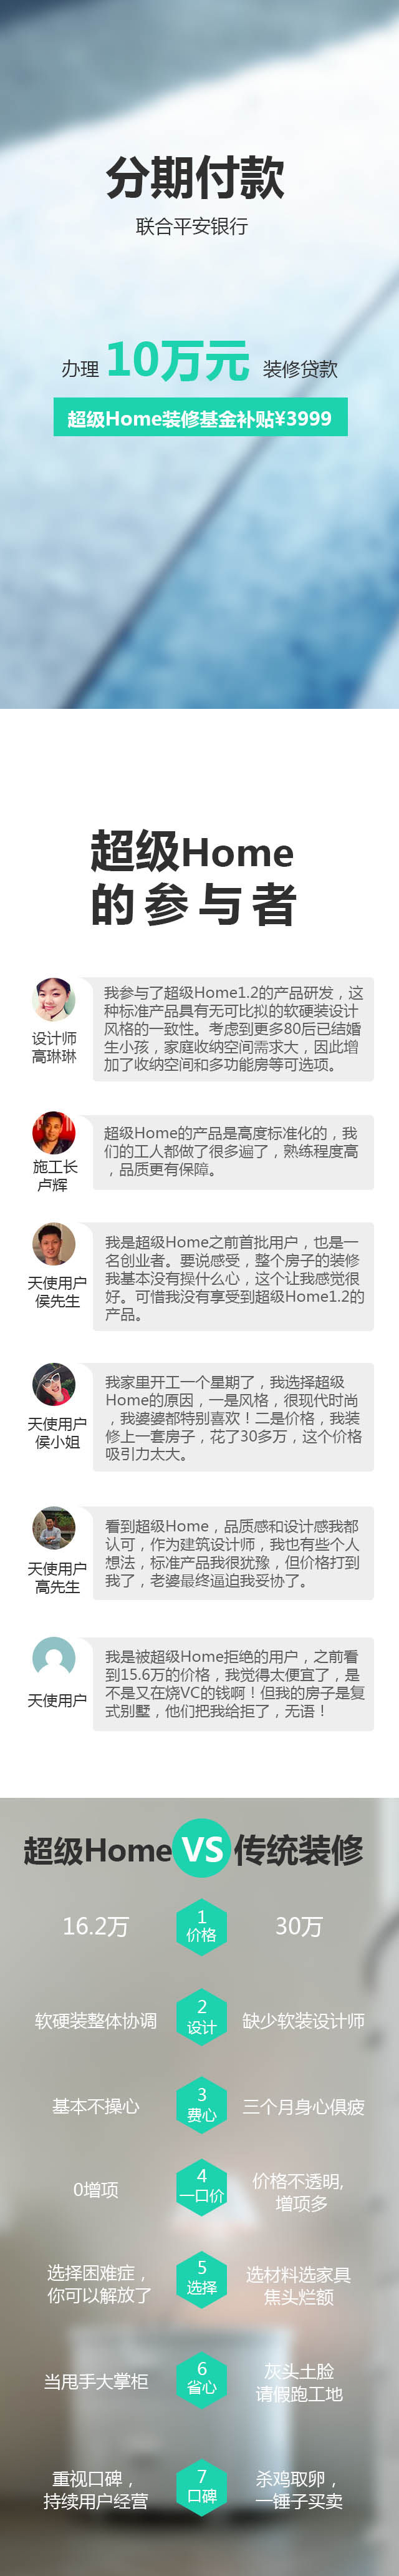 分期付款
联合平安银行
办理 10万元 装修贷款
超级Home装修基金补贴¥3999
超级Home
的参与者
设计师
高琳琳
我参与了超级Home1.2的产品研发，这
种标准产品具有无可比拟的软硬装设计
风格的一致性。考虑到更多80后已结婚
生小孩，家庭收纳空间需求大，因此增
加了收纳空间和多功能房等可选项。
施工长
卢辉
超级Home的产品是高度标准化的，我
们的工人都做了很多遍了，熟练程度高
，品质更有保障。
天使用户
侯先生
我是超级Home之前首批用户，也是一
名创业者。要说感受，整个房子的装修
我基本没有操什么心，这个让我感觉很
好。可惜我没有享受到超级Home1.2的
产品。
天使用户
侯小姐
我家里开工一个星期了，我选择超级
Home的原因，一是风格，很现代时尚
，我婆婆都特别喜欢！二是价格，我装
修上一套房子，花了30多万，这个价格
吸引力太大。
天使用户
高先生
看到超级Home，品质感和设计感我都
认可，作为建筑设计师，我也有些个人
想法，标准产品我很犹豫，但价格打到
我了，老婆最终逼迫我妥协了。
天使用户
我是被超级Home拒绝的用户，之前看
到15.6万的价格，我觉得太便宜了，是
不是又在烧VC的钱啊！但我的房子是复
式别墅，他们把我给拒了，无语！
超级Home VS 传统装修
16.2万
1
价格
30万
软硬装整体协调
2
设计
缺少软装设计师
基本不操心
3
费心
三个月身心俱疲
0增项
4
一口价
价格不透明,
增项多
选择困难症，
你可以解放了
5
选择
选材料选家具
焦头烂额
当甩手大掌柜
6
省心
灰头土脸
请假跑工地
重视口碑，
持续用户经营
7
口碑
杀鸡取卵，
一锤子买卖